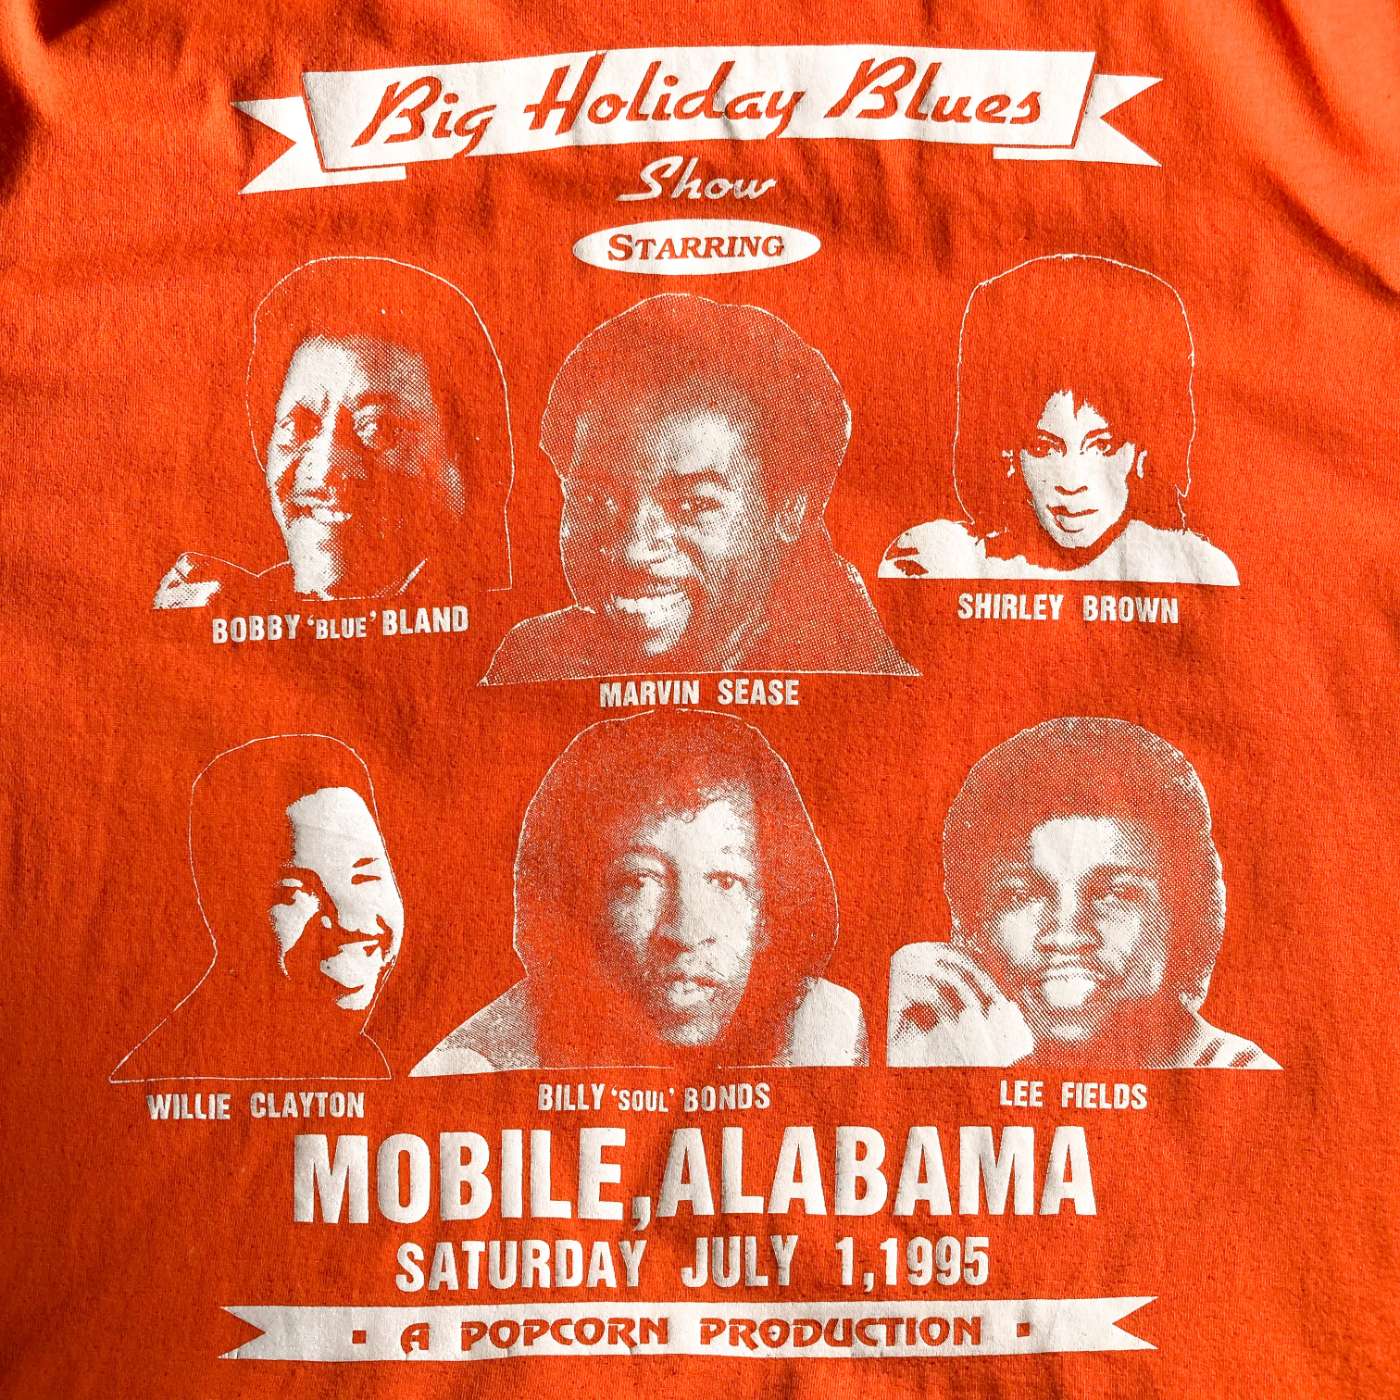 Big Holiday Blues
Show
STARRING
BOBBY 'BLUE' BLAND
MARVIN SEASE
SHIRLEY BROWN
WILLIE CLAYTON
BILLY 'SOUL' BONDS
LEE FIELDS
MOBILE, ALABAMA
SATURDAY JULY 1, 1995
▪ A POPCORN PRODUCTION ▪